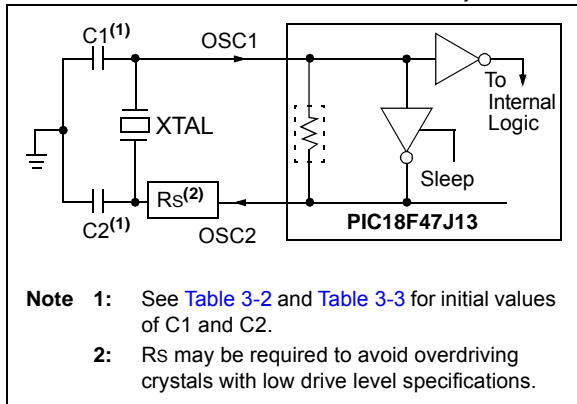 C1(1)
OSC1
To
Internal
Logic
XTAL
Sleep
RS(2)
C2(1)
OSC2
PIC18F47J13
Note 1: See Table 3-2 and Table 3-3 for initial values
of C1 and C2.
2: RS may be required to avoid overdriving
crystals with low drive level specifications.